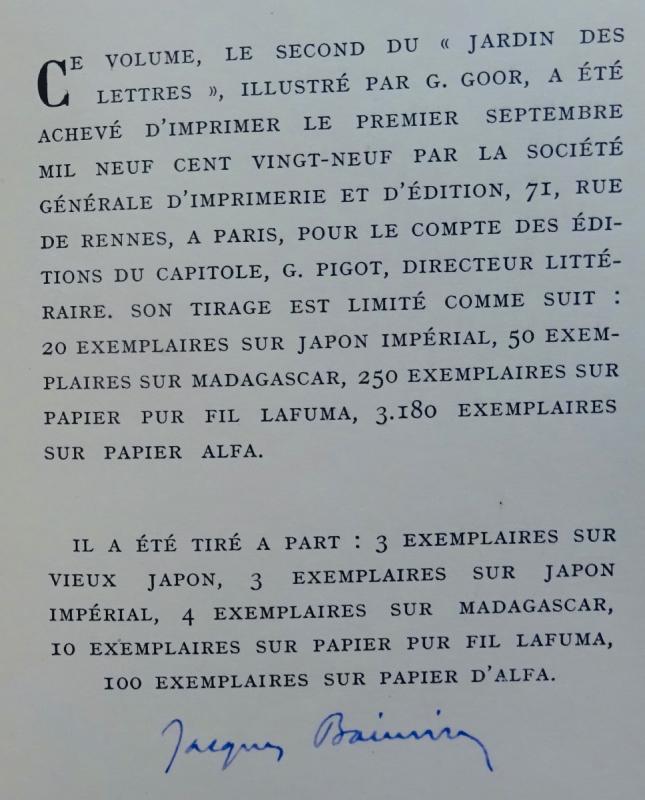 CE VOLUME, LE SECOND DU « JARDIN DES
LETTRES », ILLUSTRÉ PAR G. GOOR, A ÉTÉ
ACHEVÉ D'IMPRIMER LE PREMIER SEPTEMBRE
MIL NEUF CENT VINGT-NEUF PAR LA SOCIÉTÉ
GÉNÉRALE D'IMPRIMERIE ET D'ÉDITION, 71, RUE
DE RENNES, A PARIS, POUR LE COMPTE DES ÉDI-
TIONS DU CAPITOLE, G. PIGOT, DIRECTEUR LITTÉ-
RAIRE. SON TIRAGE EST LIMITÉ COMME SUIT :
20 EXEMPLAIRES SUR JAPON IMPÉRIAL, 50 EXEM-
PLAIRES SUR MADAGASCAR, 250 EXEMPLAIRES SUR
PAPIER PUR FIL LAFUMA, 3.180 EXEMPLAIRES
SUR PAPIER ALFA.
IL A ÉTÉ TIRÉ A PART : 3 EXEMPLAIRES SUR
VIEUX JAPON, 3 EXEMPLAIRES SUR JAPON
IMPÉRIAL, 4 EXEMPLAIRES SUR MADAGASCAR,
10 EXEMPLAIRES SUR PAPIER PUR FIL LAFUMA,
100 EXEMPLAIRES SUR PAPIER D'ALFA.
Jacques Bainville